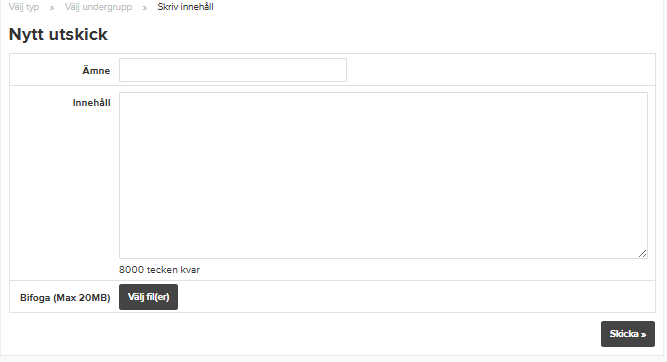 Välj typ » Välj undergrupp » Skriv innehåll
Nytt utskick
Ämne
Innehåll
8000 tecken kvar
Bifoga (Max 20MB) Välj fil(er)
Skicka »